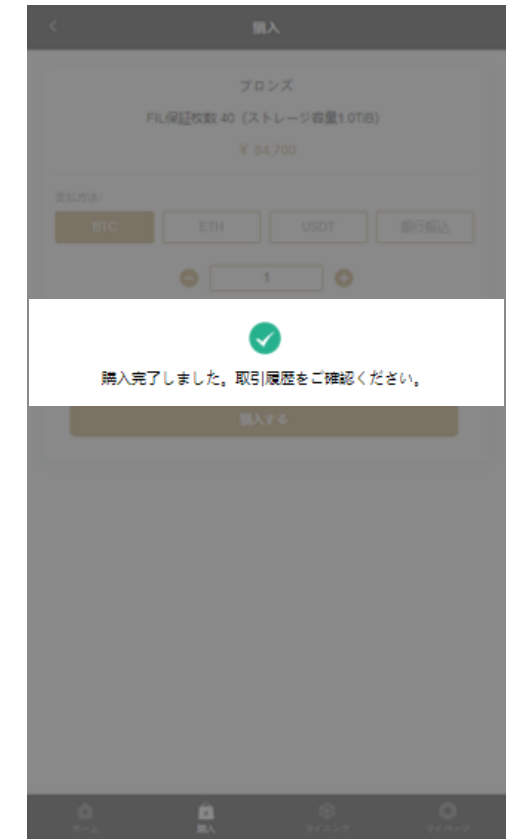 購入
ブロンズ
FIL保証枚数 40（ストレージ容量1.0TiB）
¥ 84,700
支払方法:
BTC ETH USDT 銀行振込
1
購入完了しました。取引履歴をご確認ください。
購入する
ホーム 購入 マイニング マイページ